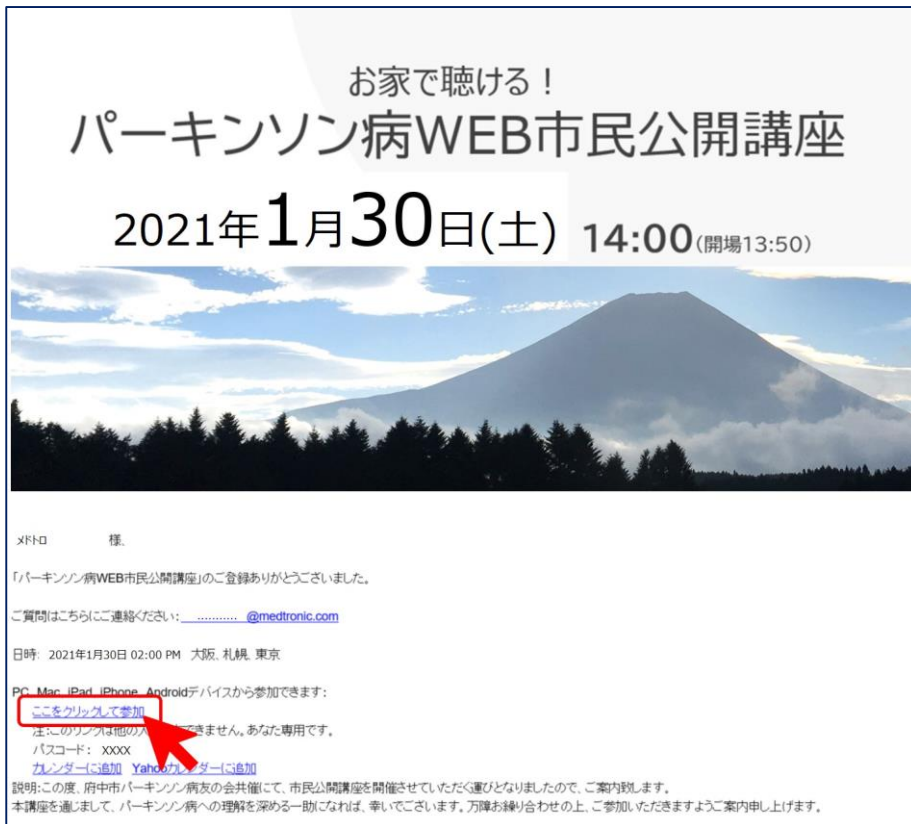 お家で聴ける！
パーキンソン病WEB市民公開講座
2021年1月30日(土) 14:00(開場13:50)
メドトロ 様、
「パーキンソン病WEB市民公開講座」のご登録ありがとうございました。
ご質問はこちらにご連絡ください: ........... @medtronic.com
日時: 2021年1月30日 02:00 PM 大阪、札幌、東京
PC, Mac, iPad, iPhone, Androidデバイスから参加できます:
ここをクリックして参加
注:このリンクは他の人 できません。あなた専用です。
パスコード: XXXX
カレンダーに追加 Yahooカレンダーに追加
説明:この度、府中市パーキンソン病友の会共催にて、市民公開講座を開催させていただく運びとなりましたので、ご案内致します。
本講座を通じまして、パーキンソン病への理解を深める一助になれば、幸いでございます。万障お繰り合わせの上、ご参加いただきますようご案内申し上げます。